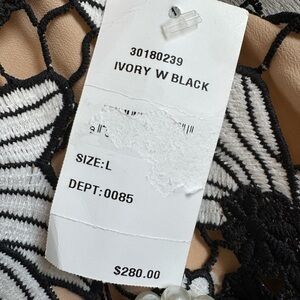 30180239
IVORY W BLACK
SIZE:L
DEPT:0085
$280.00